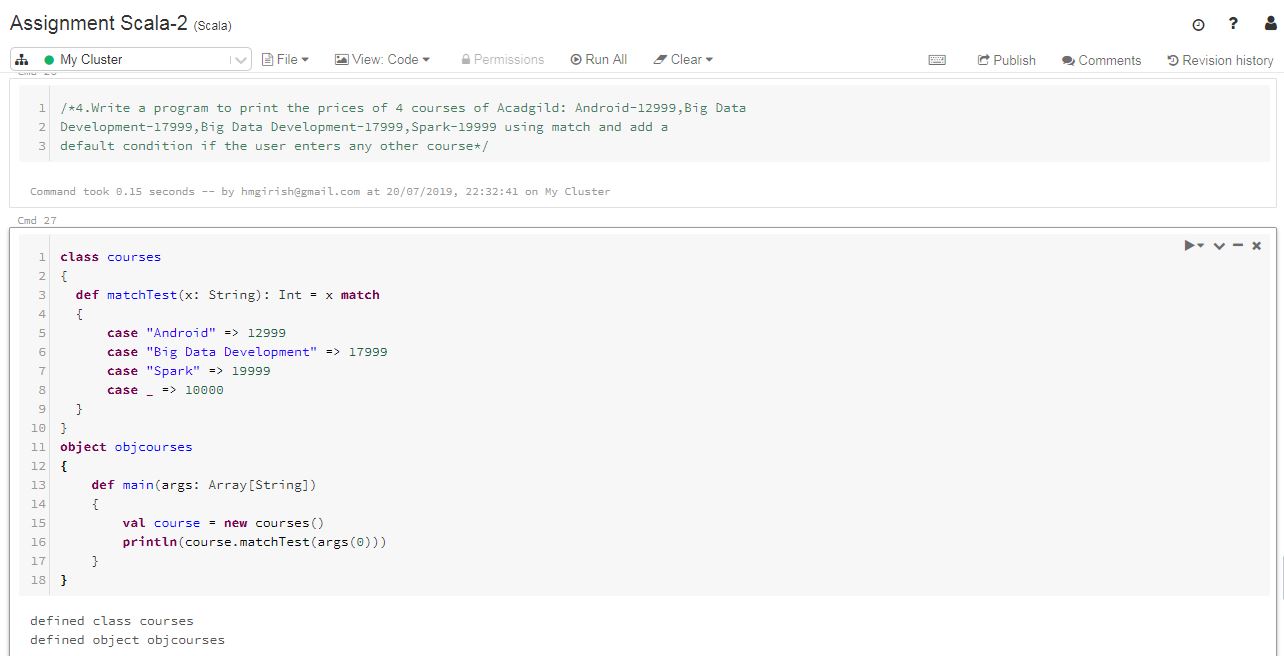 Assignment Scala-2 (Scala)
?
My Cluster File View: Code Permissions Run All Clear Publish Comments Revision history
Cmd 26
1 /*4.Write a program to print the prices of 4 courses of Acadgild: Android-12999,Big Data
2 Development-17999,Big Data Development-17999,Spark-19999 using match and add a
3 default condition if the user enters any other course*/
Command took 0.15 seconds -- by hmgirish@gmail.com at 20/07/2019, 22:32:41 on My Cluster
Cmd 27
1 class courses
2 {
3   def matchTest(x: String): Int = x match
4   {
5       case "Android" => 12999
6       case "Big Data Development" => 17999
7       case "Spark" => 19999
8       case _ => 10000
9   }
10 }
11 object objcourses
12 {
13     def main(args: Array[String])
14     {
15         val course = new courses()
16         println(course.matchTest(args(0)))
17     }
18 }
defined class courses
defined object objcourses